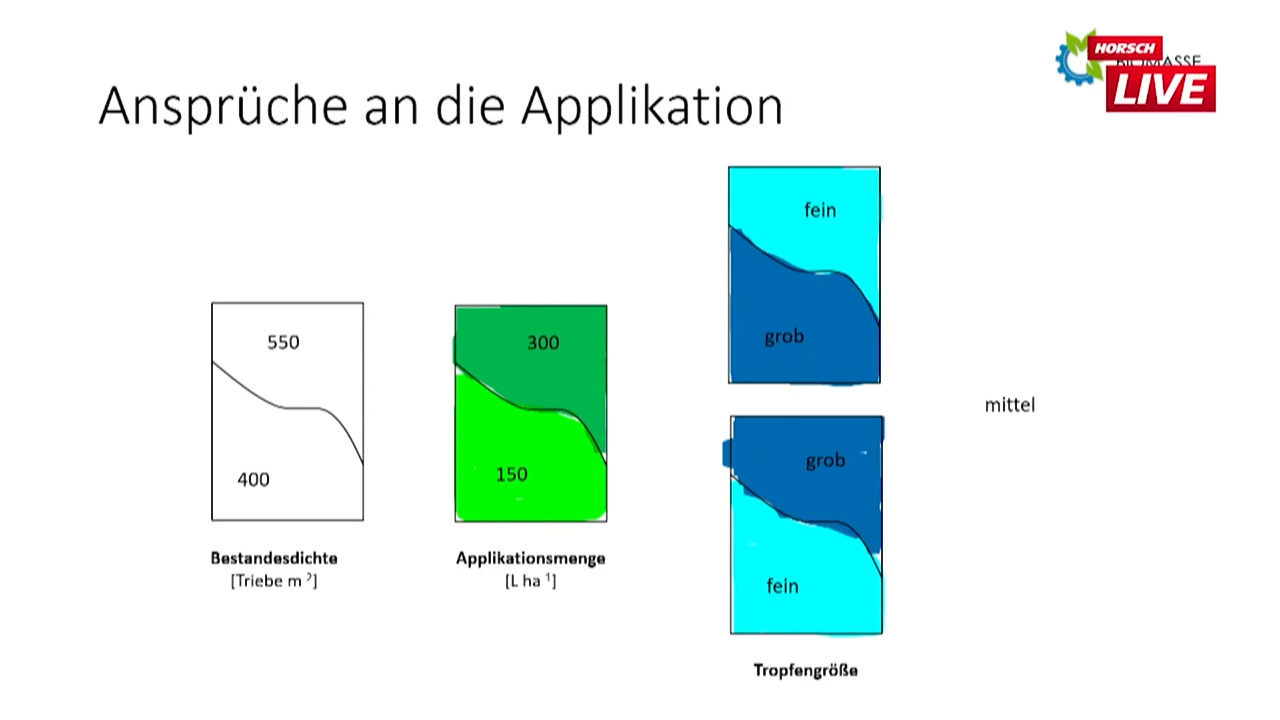 HORSCH
LIVE
Ansprüche an die Applikation
550
400
Bestandesdichte
[Triebe m ²]
300
150
Applikationsmenge
[L ha ¹]
fein
grob
grob
fein
Tropfengröße
mittel